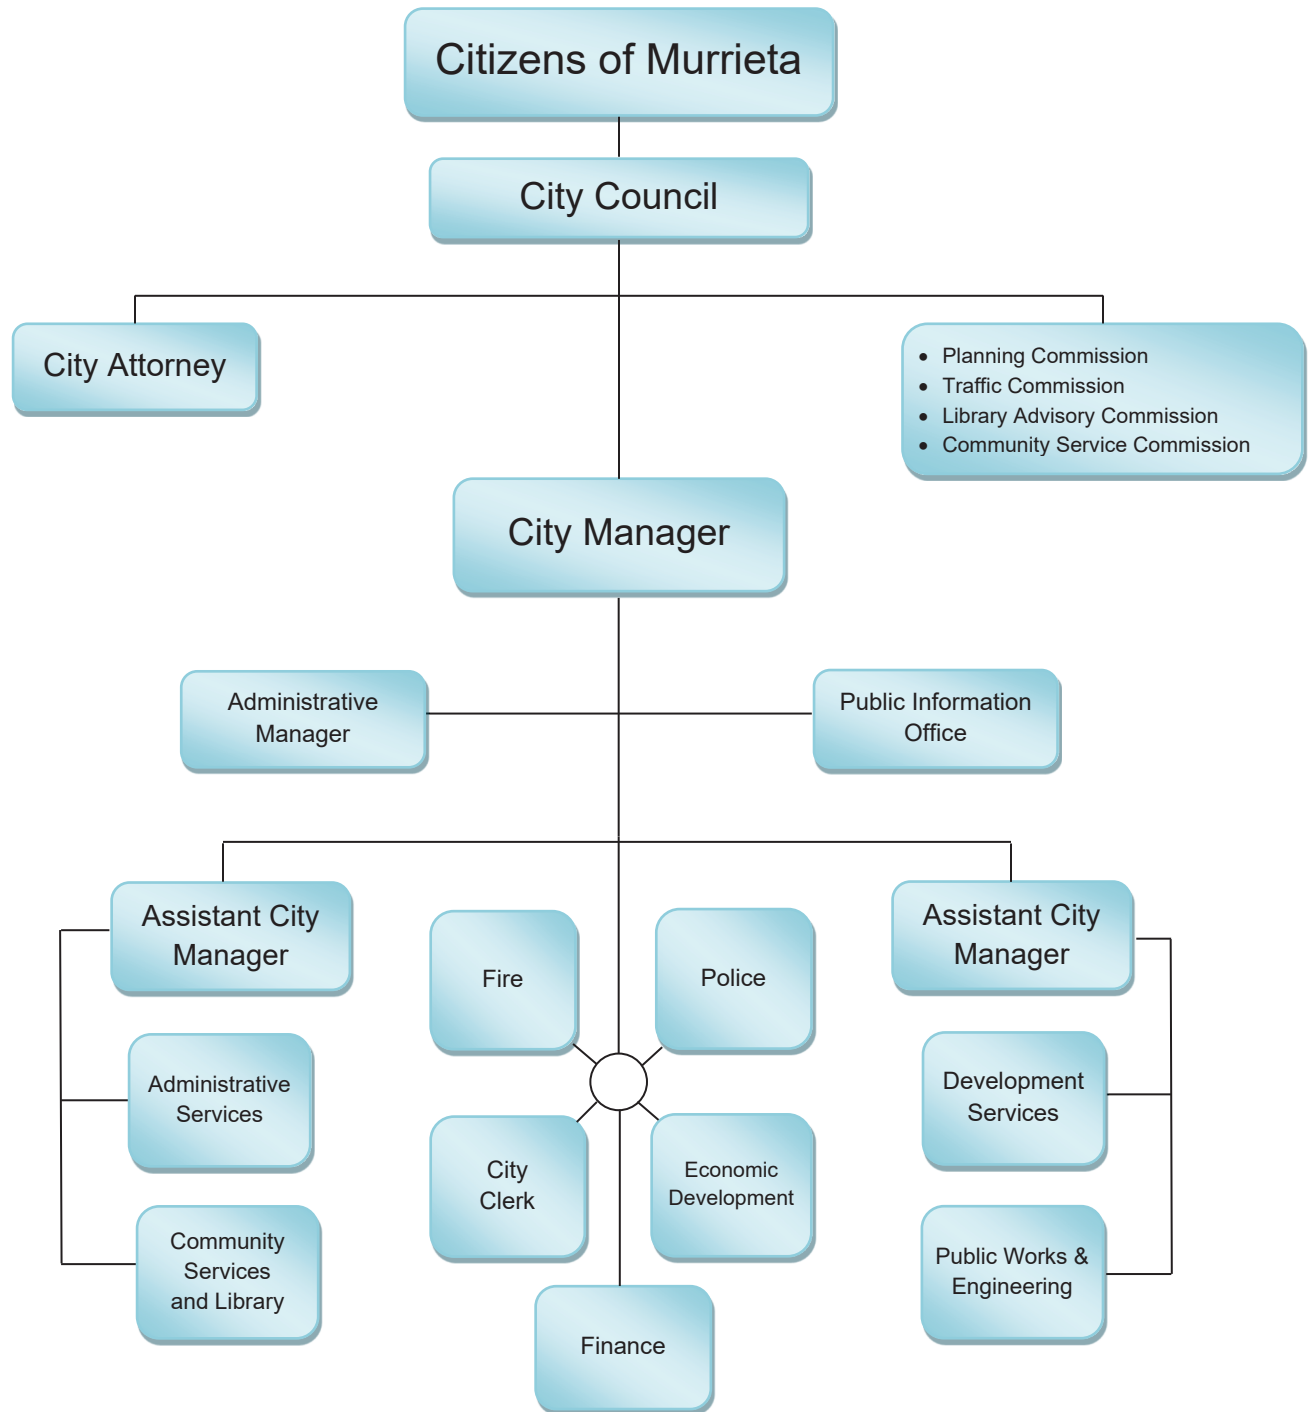 Citizens of Murrieta
City Council
City Attorney
• Planning Commission
• Traffic Commission
• Library Advisory Commission
• Community Service Commission
City Manager
Administrative
Manager
Public Information
Office
Assistant City
Manager
Fire
Police
Assistant City
Manager
Administrative
Services
Development
Services
City
Clerk
Economic
Development
Community
Services
and Library
Public Works &
Engineering
Finance